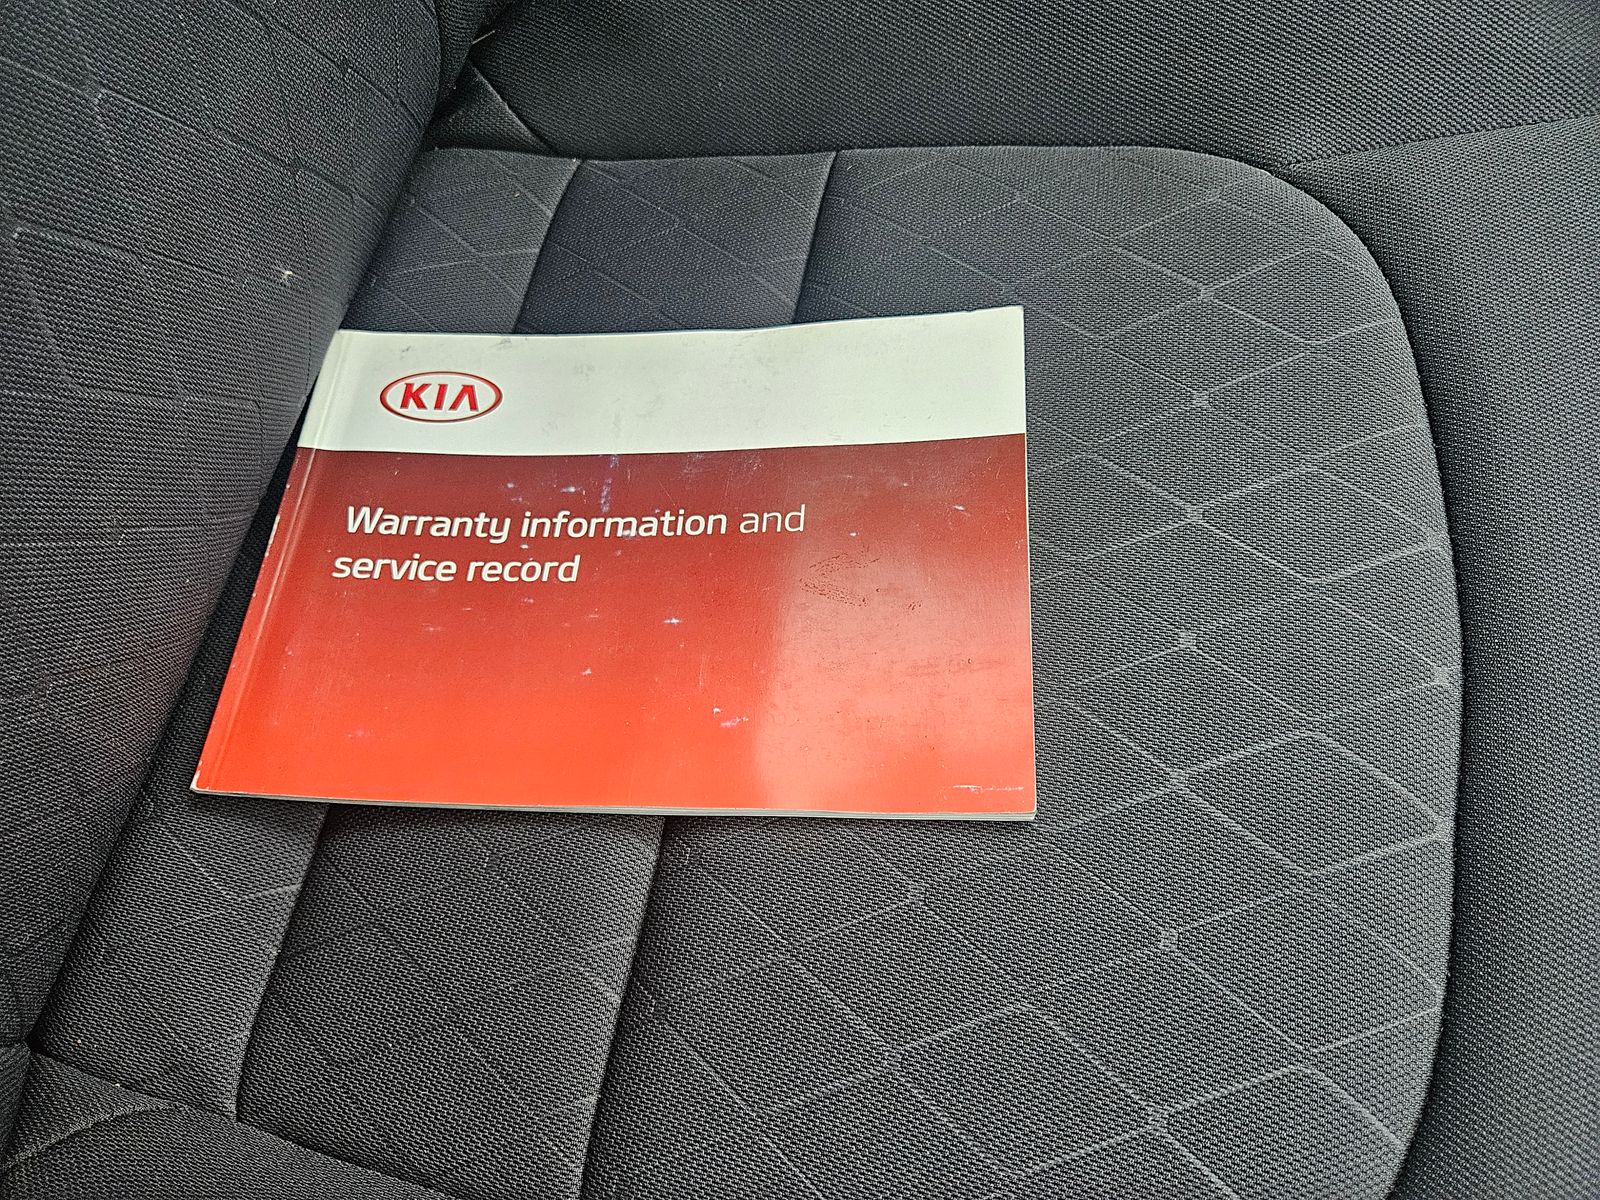 KIA
Warranty information and
service record